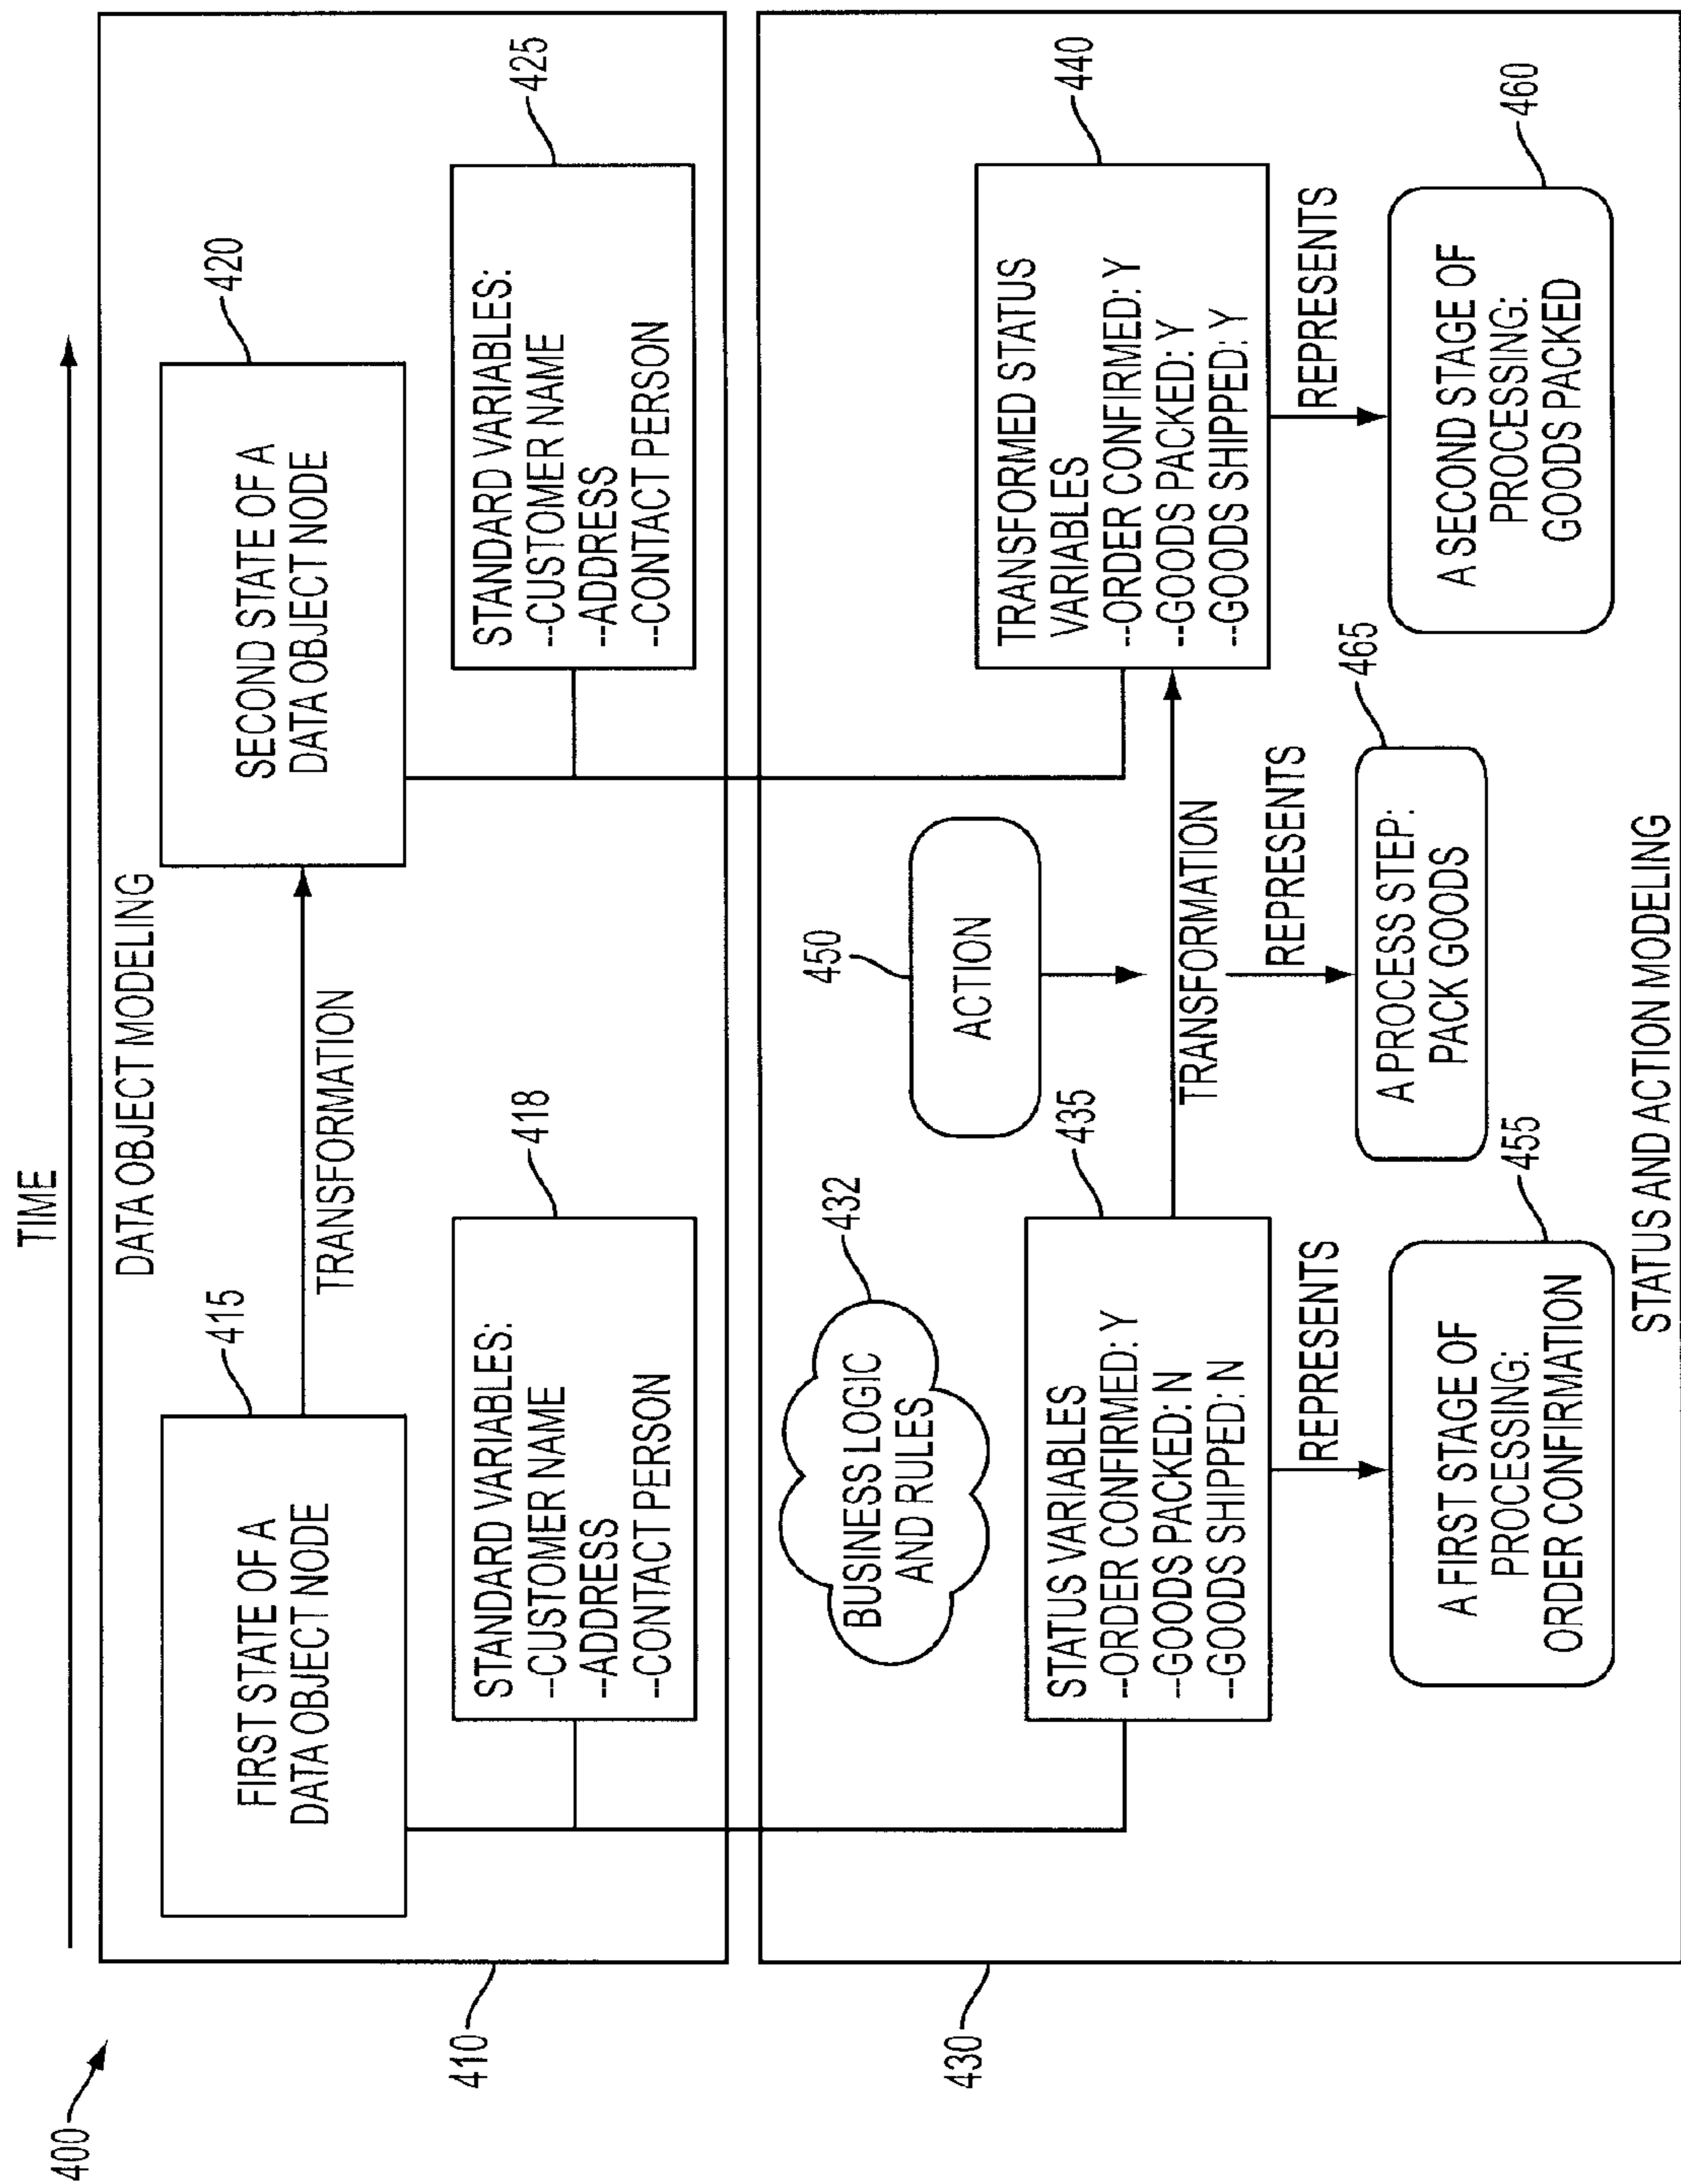 400
TIME
DATA OBJECT MODELING
410
415
FIRST STATE OF A
DATA OBJECT NODE
TRANSFORMATION
420
SECOND STATE OF A
DATA OBJECT NODE
418
STANDARD VARIABLES:
--CUSTOMER NAME
--ADDRESS
--CONTACT PERSON
425
STANDARD VARIABLES:
--CUSTOMER NAME
--ADDRESS
--CONTACT PERSON
430
432
BUSINESS LOGIC
AND RULES
450
ACTION
435
STATUS VARIABLES
--ORDER CONFIRMED: Y
--GOODS PACKED: N
--GOODS SHIPPED: N
TRANSFORMATION
440
TRANSFORMED STATUS
VARIABLES
--ORDER CONFIRMED: Y
--GOODS PACKED: Y
--GOODS SHIPPED: Y
REPRESENTS
REPRESENTS
REPRESENTS
455
A FIRST STAGE OF
PROCESSING:
ORDER CONFIRMATION
465
A PROCESS STEP:
PACK GOODS
460
A SECOND STAGE OF
PROCESSING:
GOODS PACKED
STATUS AND ACTION MODELING